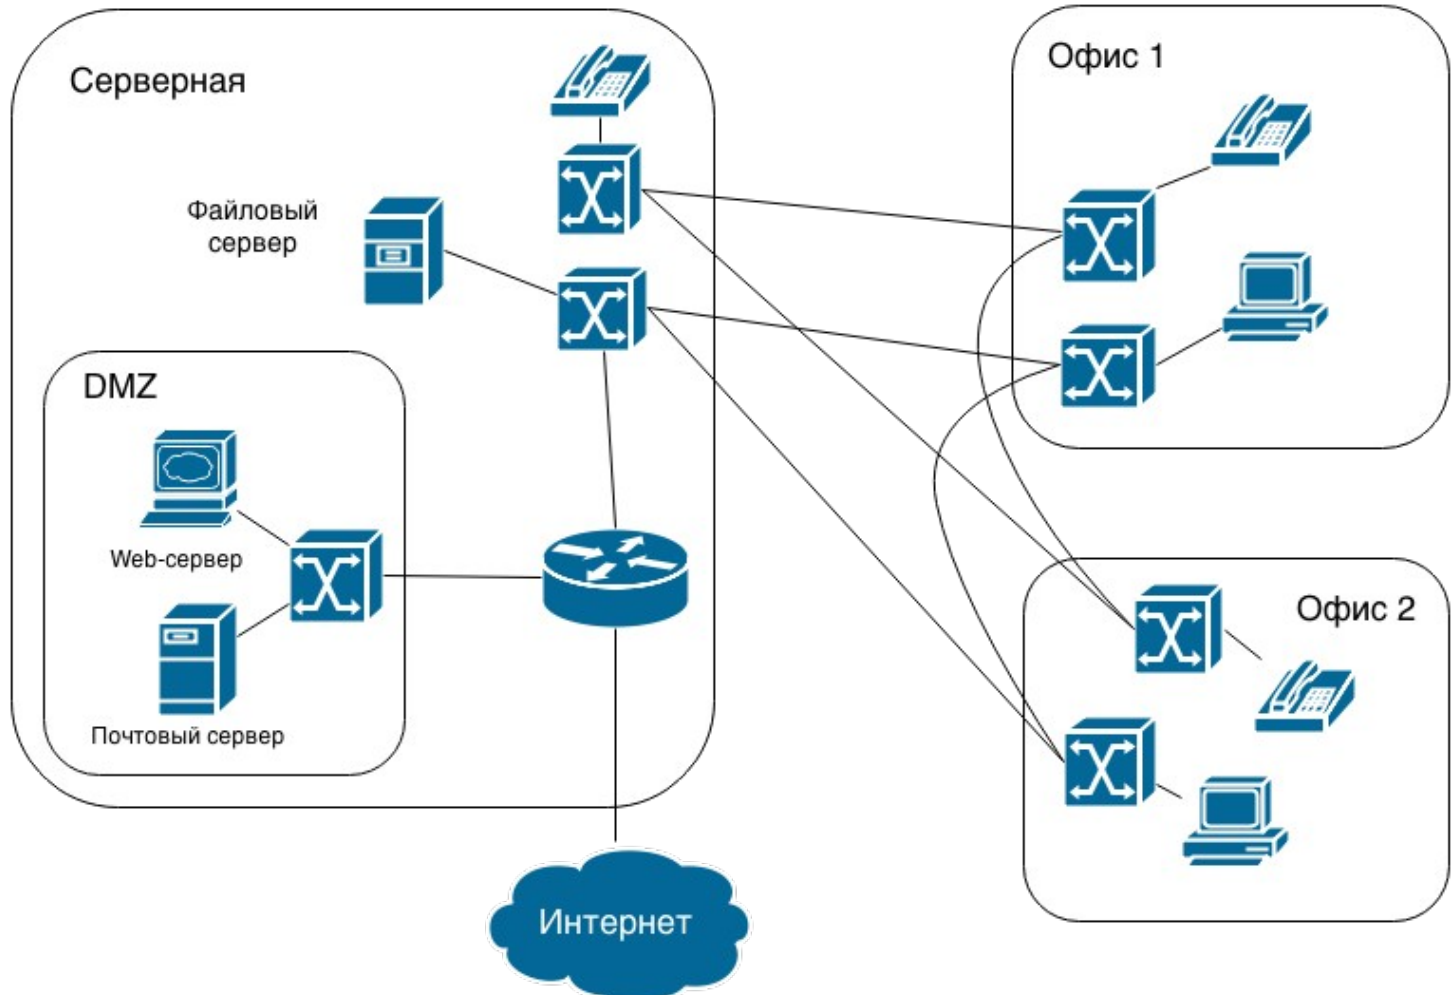 Серверная
Офис 1
Файловый
сервер
DMZ
Web-сервер
Офис 2
Почтовый сервер
Интернет